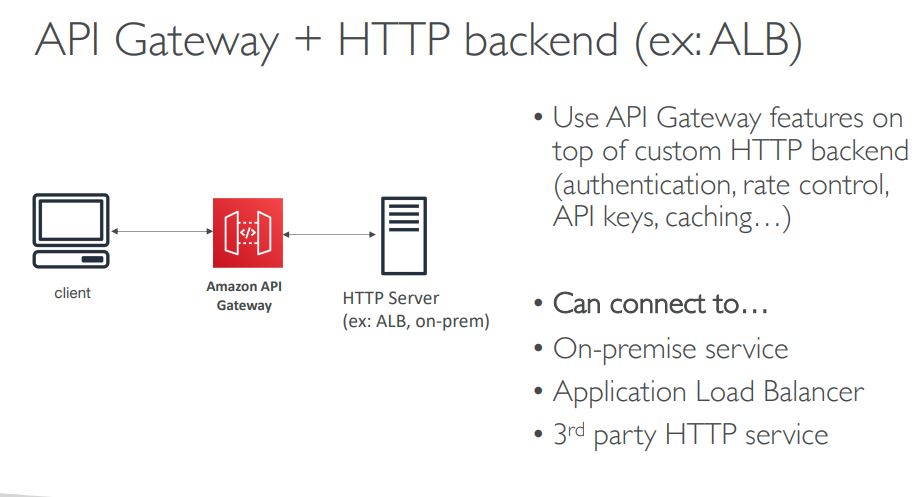 API Gateway + HTTP backend (ex: ALB)
client
Amazon API
Gateway
HTTP Server
(ex: ALB, on-prem)
• Use API Gateway features on
top of custom HTTP backend
(authentication, rate control,
API keys, caching…)
• Can connect to…
• On-premise service
• Application Load Balancer
• 3rd party HTTP service